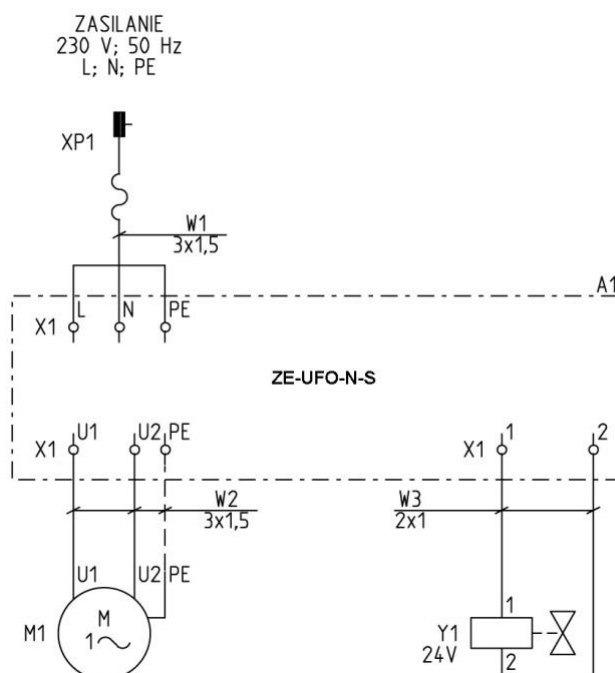 ZASILANIE
230 V; 50 Hz
L; N; PE
XP1
W1
3x1,5
A1
L N PE
X1
ZE-UFO-N-S
U1 U2 PE 1 2
X1 X1
W2 W3
3x1,5 2x1
U1 U2 PE
M1 M 1 Y1
1 24V
2